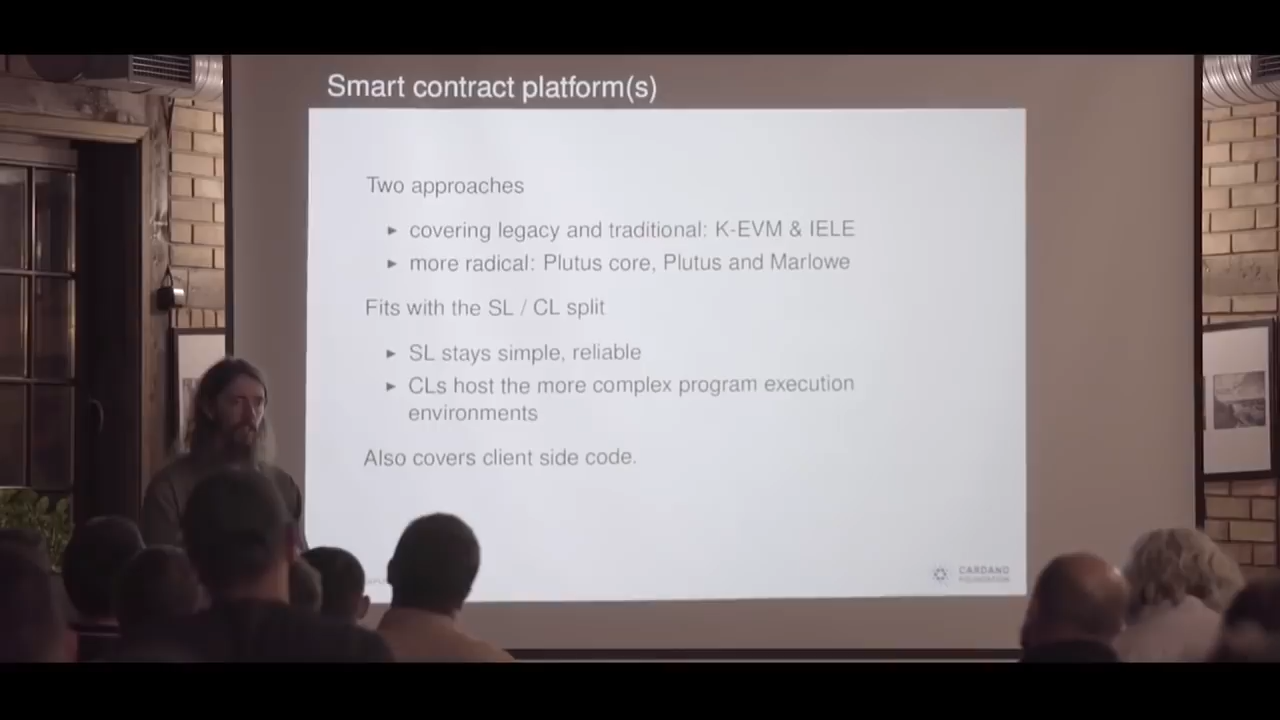 Smart contract platform(s)
Two approaches
► covering legacy and traditional: K-EVM & IELE
► more radical: Plutus core, Plutus and Marlowe
Fits with the SL / CL split
► SL stays simple, reliable
► CLs host the more complex program execution
environments
Also covers client side code.
CARDANO
FOUNDATION